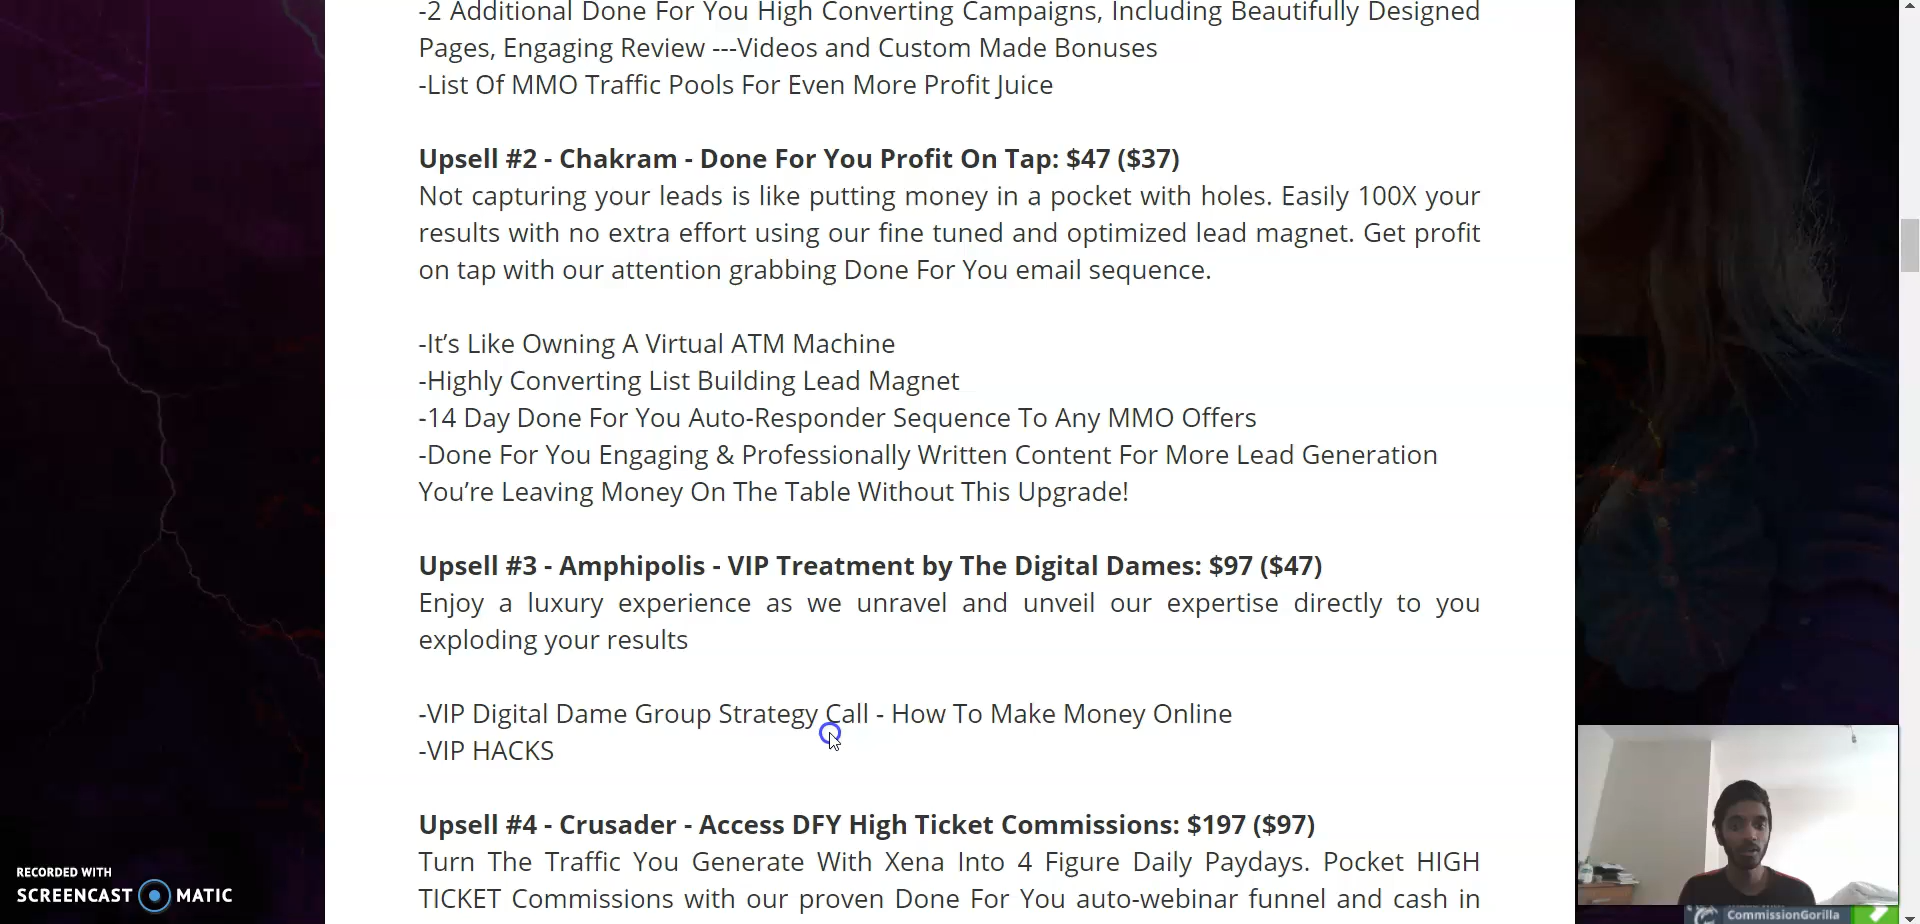 -2 Additional Done For You High Converting Campaigns, Including Beautifully Designed
Pages, Engaging Review ---Videos and Custom Made Bonuses
-List Of MMO Traffic Pools For Even More Profit Juice
Upsell #2 - Chakram - Done For You Profit On Tap: $47 ($37)
Not capturing your leads is like putting money in a pocket with holes. Easily 100X your
results with no extra effort using our fine tuned and optimized lead magnet. Get profit
on tap with our attention grabbing Done For You email sequence.
-It’s Like Owning A Virtual ATM Machine
-Highly Converting List Building Lead Magnet
-14 Day Done For You Auto-Responder Sequence To Any MMO Offers
-Done For You Engaging & Professionally Written Content For More Lead Generation
You’re Leaving Money On The Table Without This Upgrade!
Upsell #3 - Amphipolis - VIP Treatment by The Digital Dames: $97 ($47)
Enjoy a luxury experience as we unravel and unveil our expertise directly to you
exploding your results
-VIP Digital Dame Group Strategy Call - How To Make Money Online
-VIP HACKS
Upsell #4 - Crusader - Access DFY High Ticket Commissions: $197 ($97)
Turn The Traffic You Generate With Xena Into 4 Figure Daily Paydays. Pocket HIGH
TICKET Commissions with our proven Done For You auto-webinar funnel and cash in
RECORDED WITH
SCREENCAST MATIC
CommissionGorilla